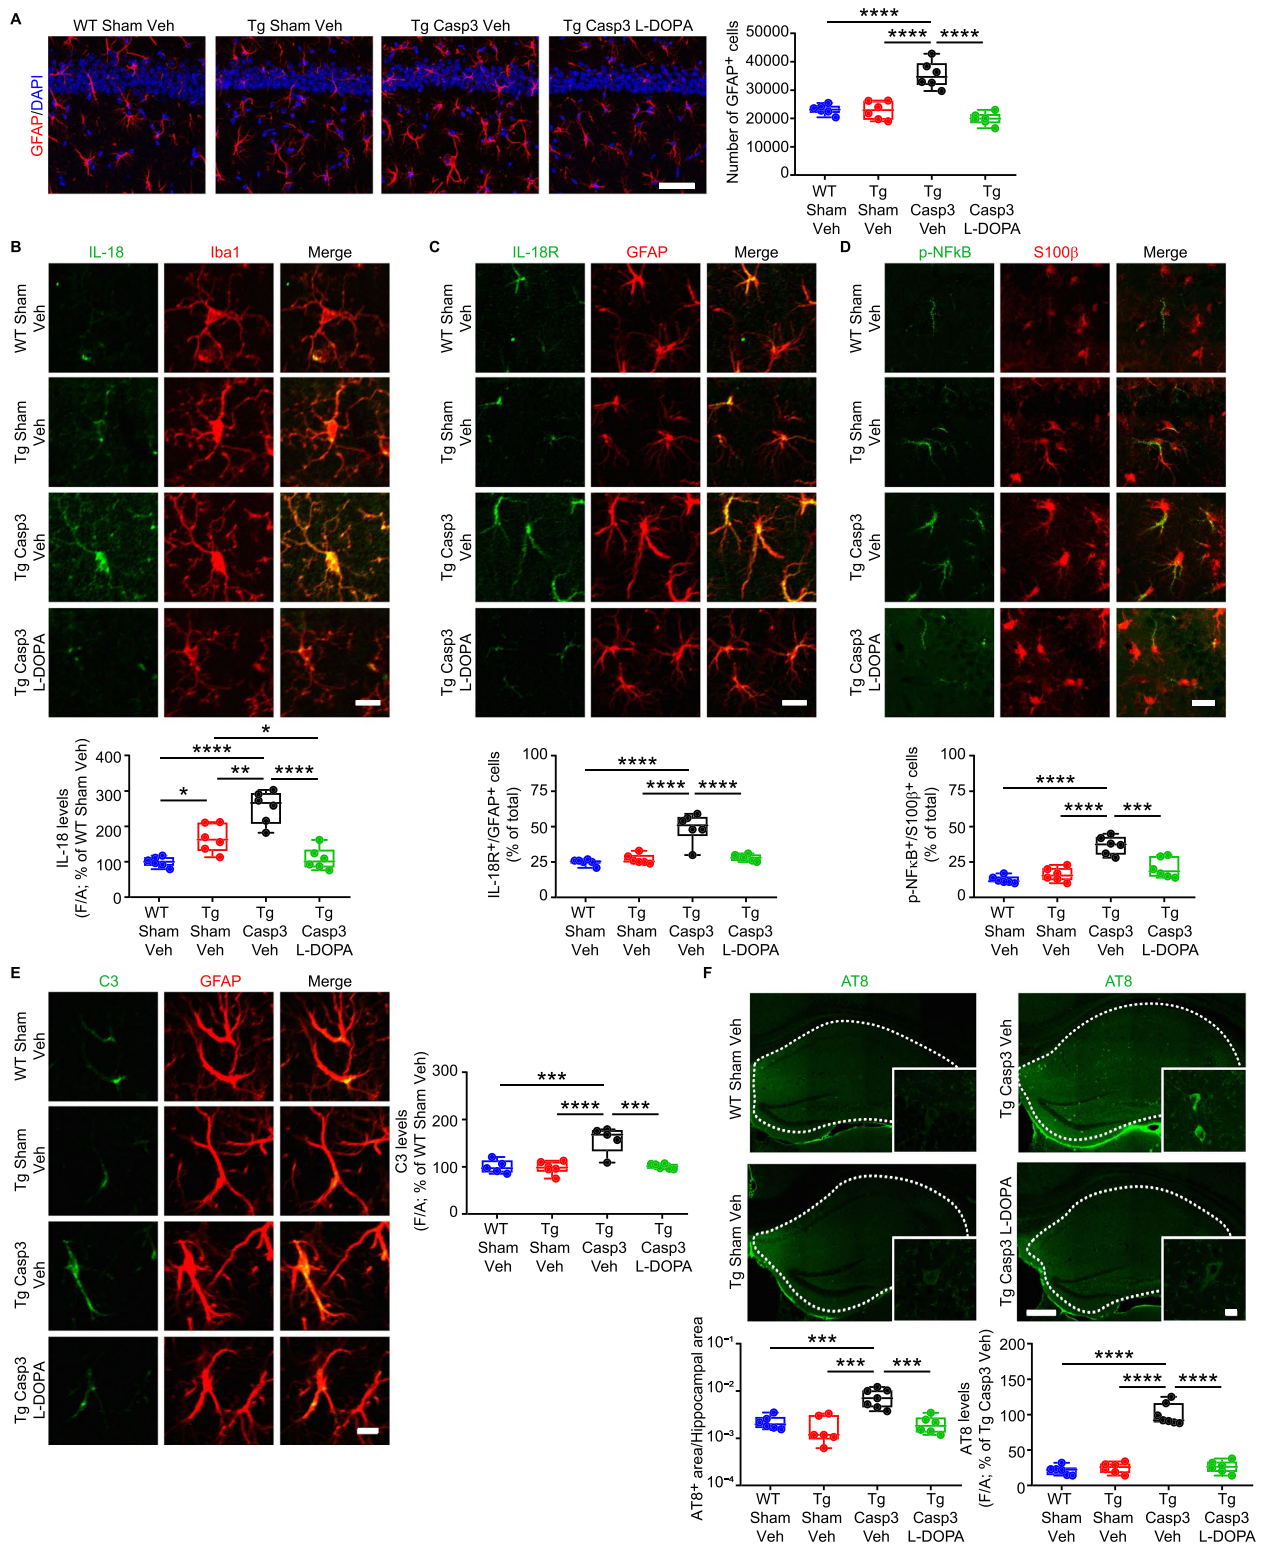 A
WT Sham Veh
Tg Sham Veh
Tg Casp3 Veh
Tg Casp3 L-DOPA
GFAP/DAPI
Number of GFAP+ cells
50000
40000
30000
20000
10000
0
****
**** ****
WT Sham Veh
Tg Sham Veh
Tg Casp3 Veh
Tg Casp3 L-DOPA
B
IL-18
Iba1
Merge
WT Sham Veh
Tg Sham Veh
Tg Casp3 Veh
Tg Casp3 L-DOPA
IL-18 levels
(F/A; % of WT Sham Veh)
400
300
200
100
0
*
****
** ****
*
WT Sham Veh
Tg Sham Veh
Tg Casp3 Veh
Tg Casp3 L-DOPA
C
IL-18R
GFAP
Merge
WT Sham Veh
Tg Sham Veh
Tg Casp3 Veh
Tg Casp3 L-DOPA
IL-18R+/GFAP+ cells
(% of total)
100
75
50
25
0
****
**** ****
WT Sham Veh
Tg Sham Veh
Tg Casp3 Veh
Tg Casp3 L-DOPA
D
p-NFkB
S100β
Merge
WT Sham Veh
Tg Sham Veh
Tg Casp3 Veh
Tg Casp3 L-DOPA
p-NFκB+/S100β+ cells
(% of total)
100
75
50
25
0
****
**** ***
WT Sham Veh
Tg Sham Veh
Tg Casp3 Veh
Tg Casp3 L-DOPA
E
C3
GFAP
Merge
WT Sham Veh
Tg Sham Veh
Tg Casp3 Veh
Tg Casp3 L-DOPA
C3 levels
(F/A; % of WT Sham Veh)
300
200
100
0
***
**** ***
WT Sham Veh
Tg Sham Veh
Tg Casp3 Veh
Tg Casp3 L-DOPA
F
AT8
AT8
WT Sham Veh
Tg Casp3 Veh
Tg Sham Veh
Tg Casp3 L-DOPA
AT8+ area/Hippocampal area
10⁻¹
10⁻²
10⁻³
10⁻⁴
***
*** ***
WT Sham Veh
Tg Sham Veh
Tg Casp3 Veh
Tg Casp3 L-DOPA
AT8 levels
(F/A; % of Tg Casp3 Veh)
200
150
100
50
0
****
**** ****
WT Sham Veh
Tg Sham Veh
Tg Casp3 Veh
Tg Casp3 L-DOPA